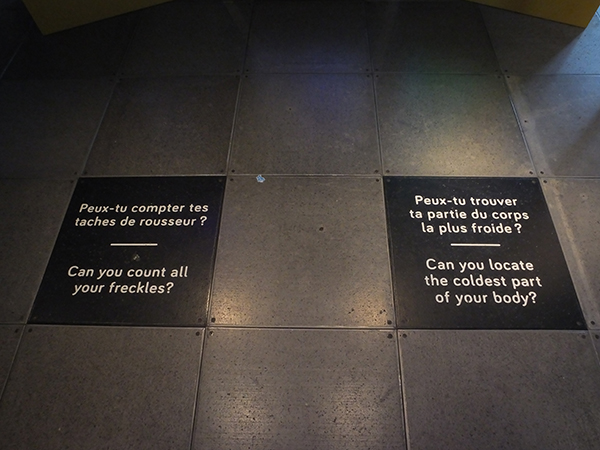 Peux-tu compter tes
taches de rousseur ?
Can you count all
your freckles?
Peux-tu trouver
ta partie du corps
la plus froide ?
Can you locate
the coldest part
of your body?